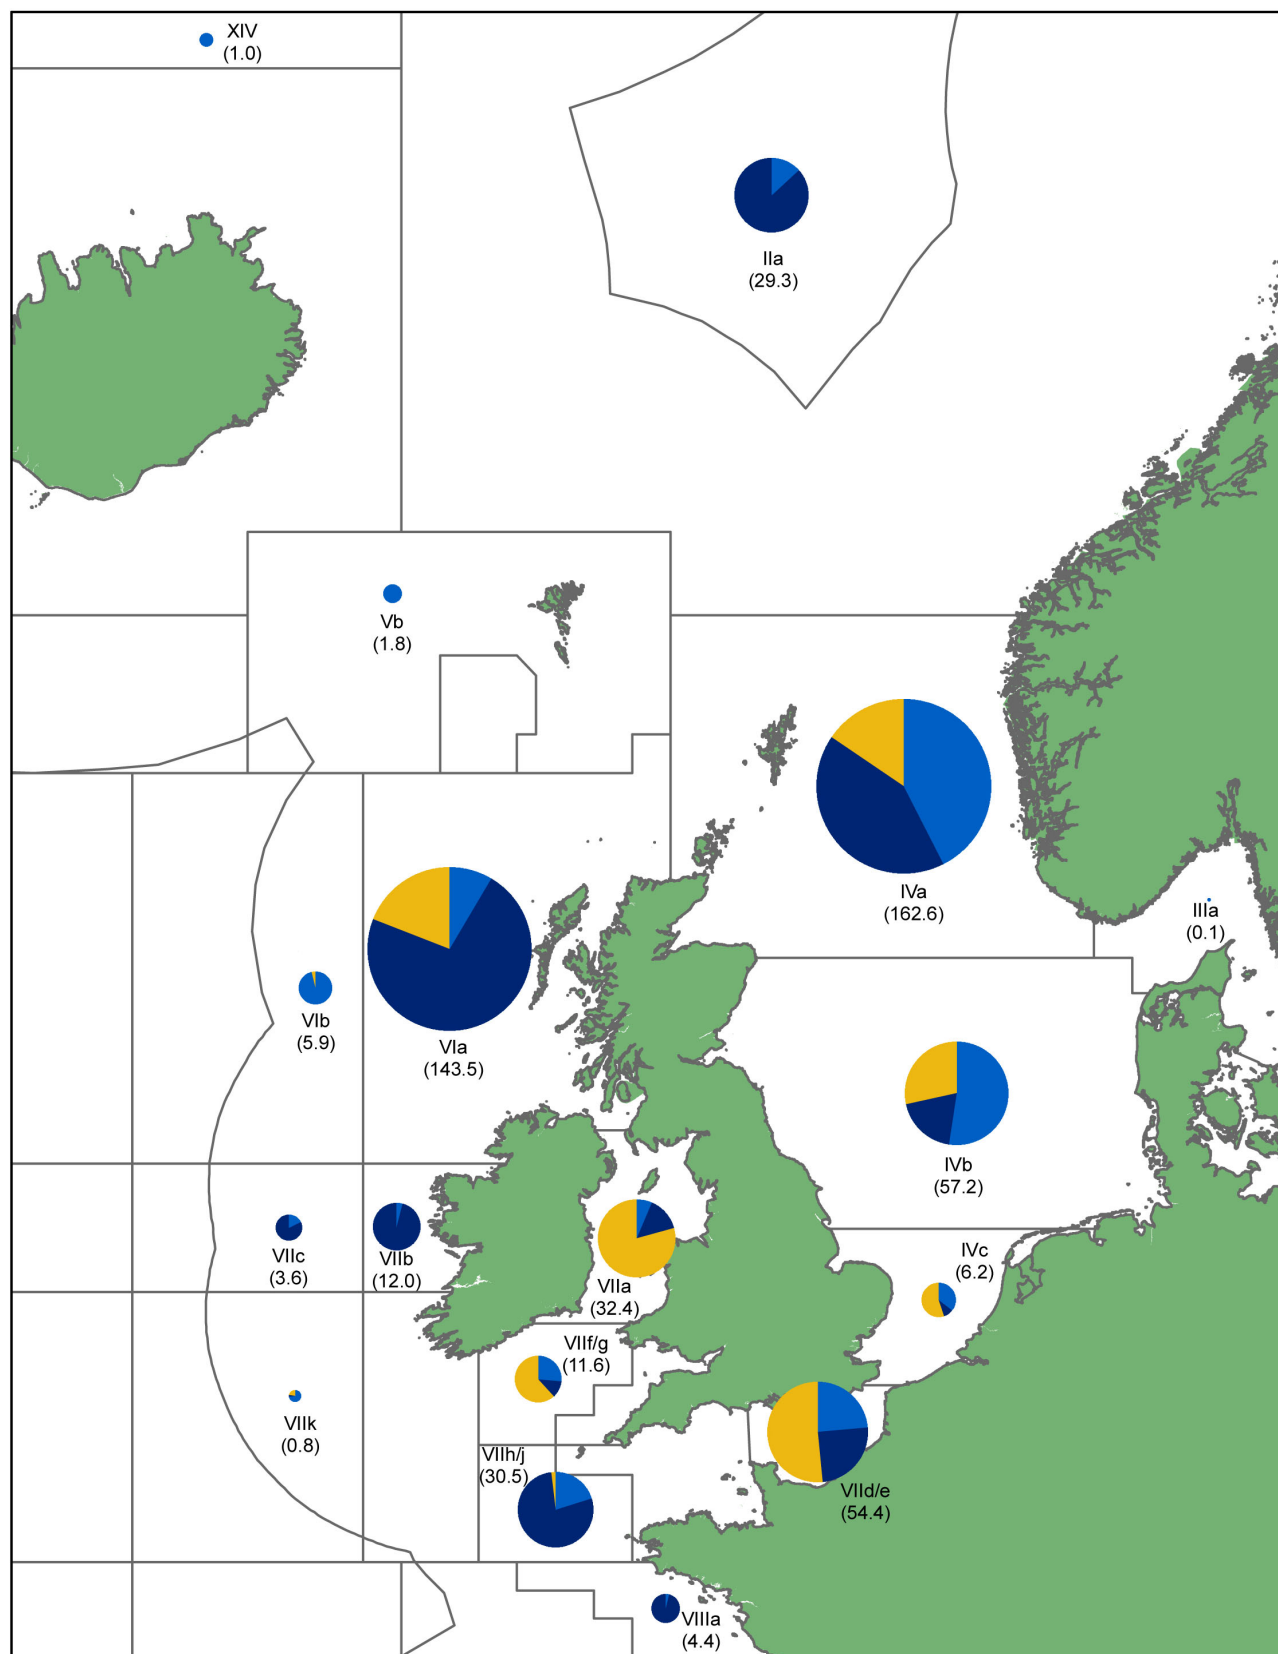 XIV
(1.0)
IIa
(29.3)
Vb
(1.8)
IVa
(162.6)
IIIa
(0.1)
VIb
(5.9)
VIa
(143.5)
IVb
(57.2)
VIIc
(3.6)
VIIb
(12.0)
VIIa
(32.4)
IVc
(6.2)
VIIf/g
(11.6)
VIIk
(0.8)
VIIh/j
(30.5)
VIId/e
(54.4)
VIIIa
(4.4)